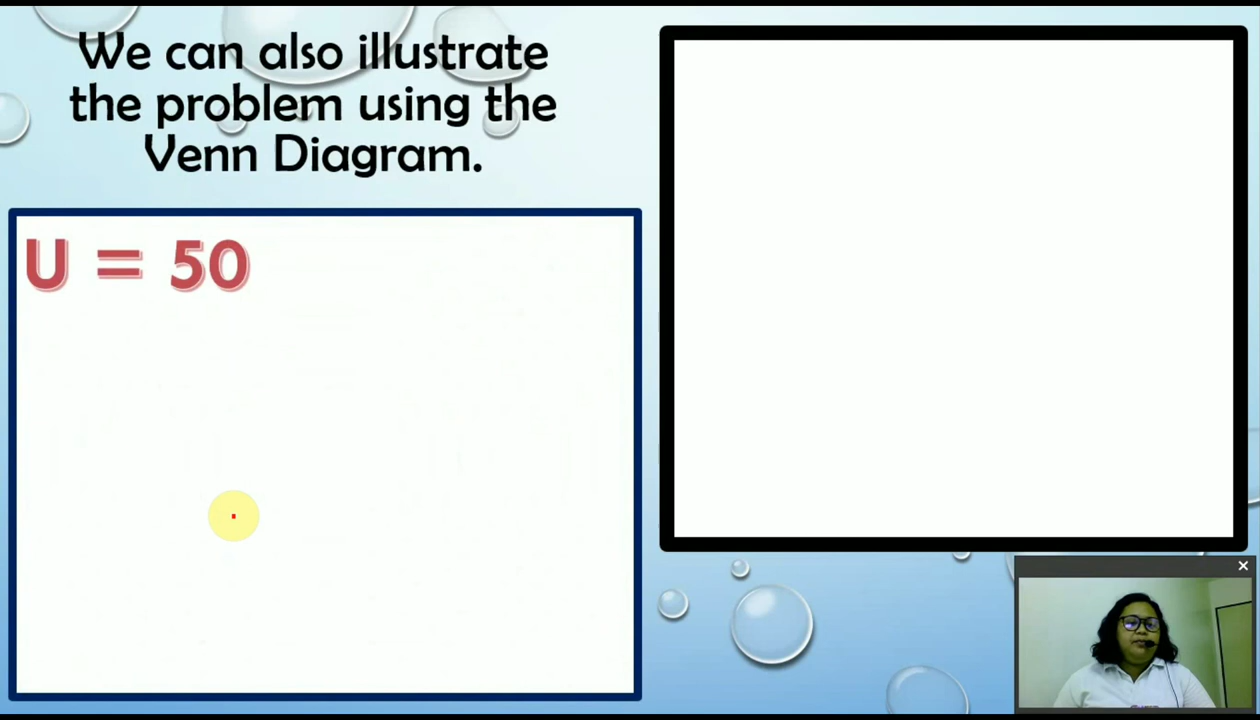 We can also illustrate
the problem using the
Venn Diagram.
U = 50